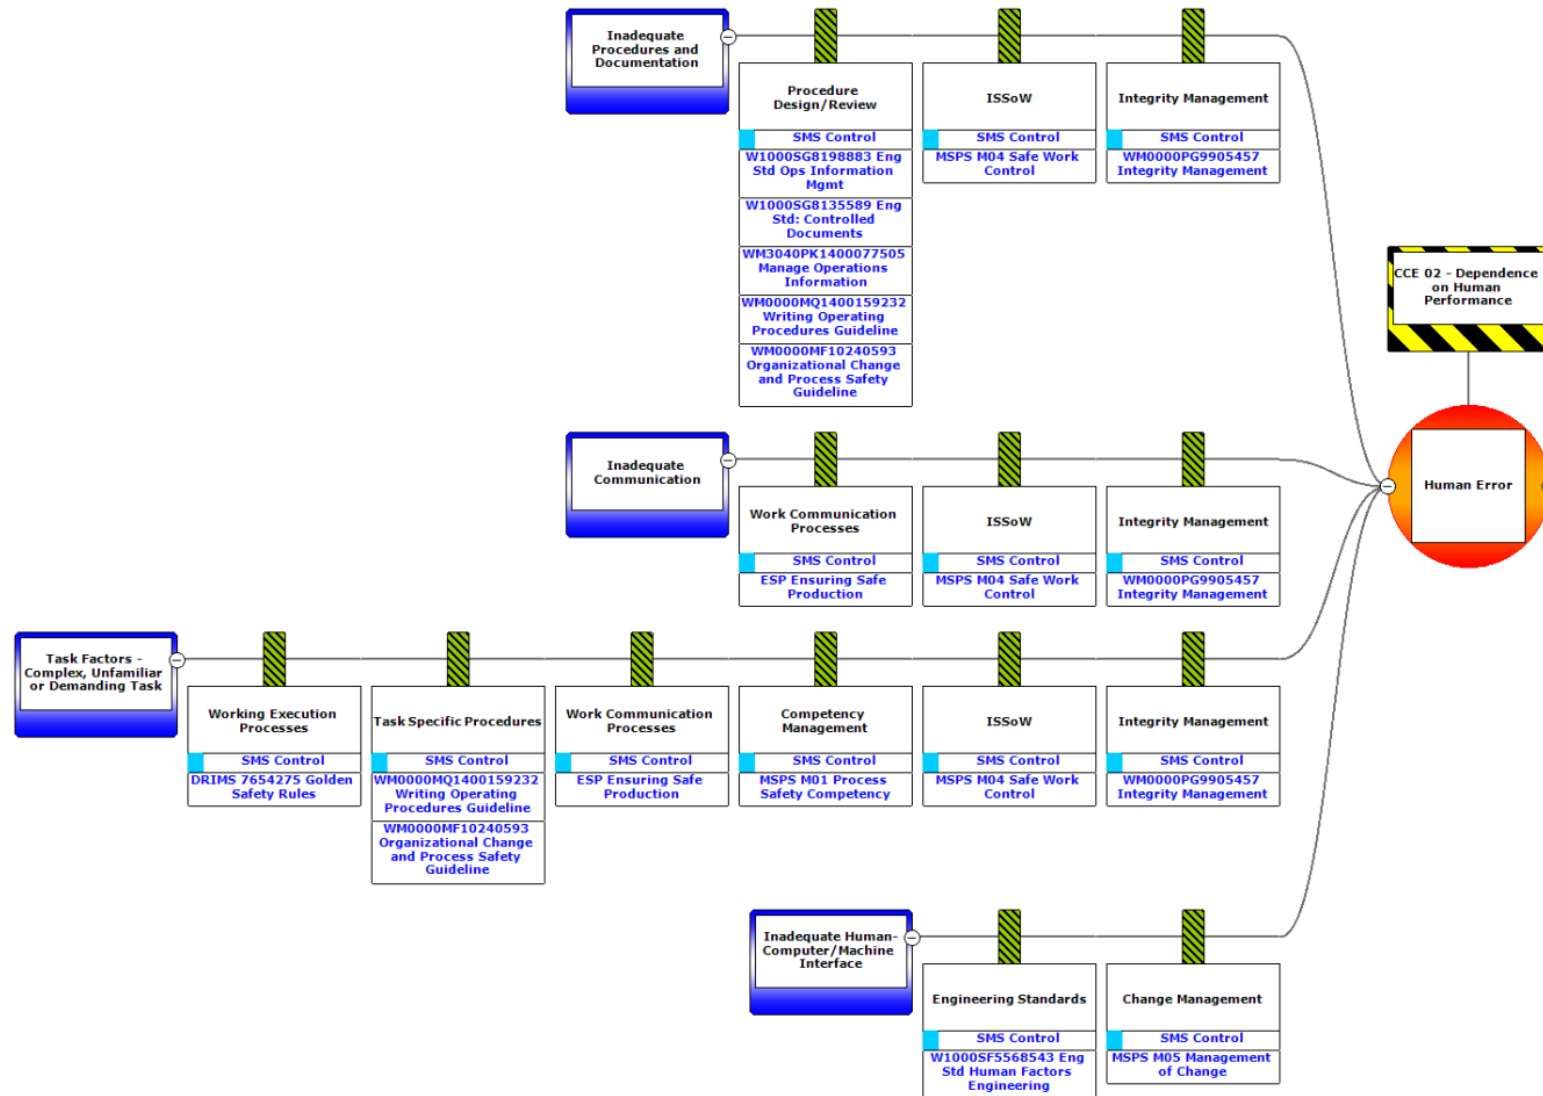 Inadequate
Procedures and
Documentation
Procedure
Design/Review
SMS Control
W1000SG8198883 Eng
Std Ops Information
Mgmt
W1000SG8135589 Eng
Std: Controlled
Documents
WM3040PK1400077505
Manage Operations
Information
WM0000MQ1400159232
Writing Operating
Procedures Guideline
WM0000MF10240593
Organizational Change
and Process Safety
Guideline
ISSoW
SMS Control
MSPS M04 Safe Work
Control
Integrity Management
SMS Control
WM0000PG9905457
Integrity Management
CCE 02 - Dependence
on Human
Performance
Human Error
Inadequate
Communication
Work Communication
Processes
SMS Control
ESP Ensuring Safe
Production
ISSoW
SMS Control
MSPS M04 Safe Work
Control
Integrity Management
SMS Control
WM0000PG9905457
Integrity Management
Task Factors -
Complex, Unfamiliar
or Demanding Task
Working Execution
Processes
SMS Control
DRIMS 7654275 Golden
Safety Rules
Task Specific Procedures
SMS Control
WM0000MQ1400159232
Writing Operating
Procedures Guideline
WM0000MF10240593
Organizational Change
and Process Safety
Guideline
Work Communication
Processes
SMS Control
ESP Ensuring Safe
Production
Competency
Management
SMS Control
MSPS M01 Process
Safety Competency
ISSoW
SMS Control
MSPS M04 Safe Work
Control
Integrity Management
SMS Control
WM0000PG9905457
Integrity Management
Inadequate Human-
Computer/Machine
Interface
Engineering Standards
SMS Control
W1000SF5568543 Eng
Std Human Factors
Engineering
Change Management
SMS Control
MSPS M05 Management
of Change